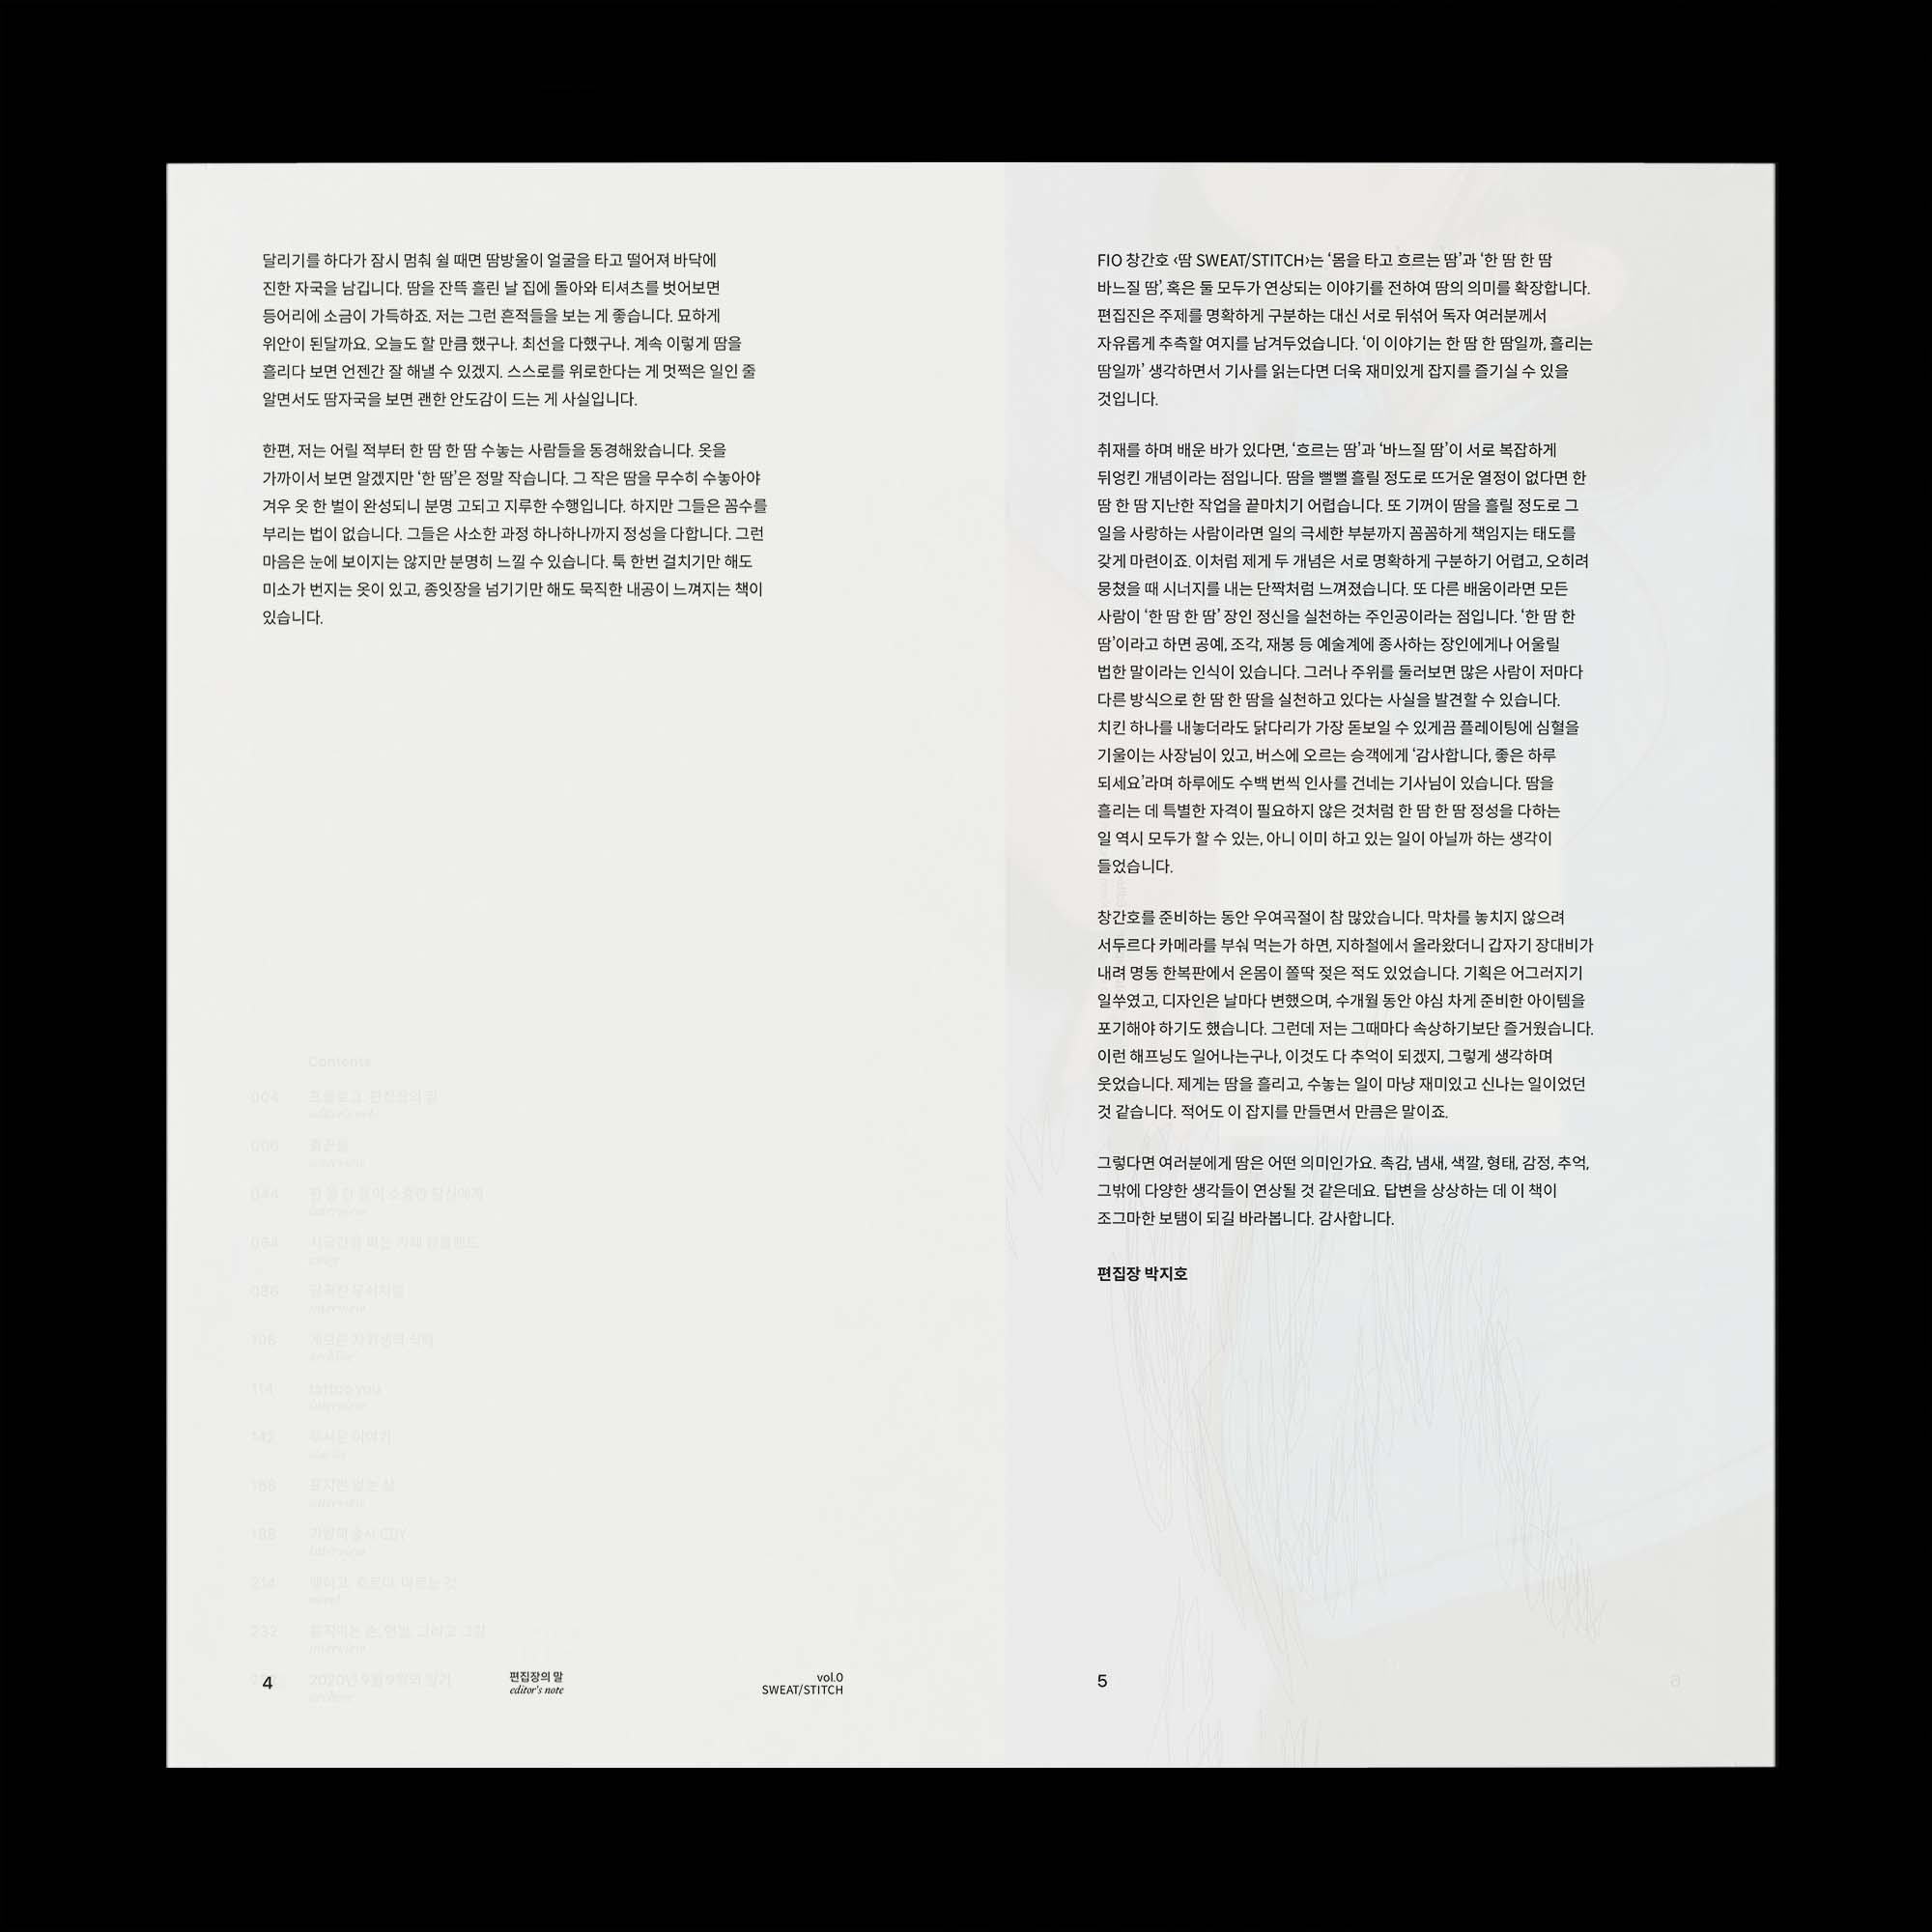 달리기를 하다가 잠시 멈춰 쉴 때면 땀방울이 얼굴을 타고 떨어져 바닥에
진한 자국을 남깁니다. 땀을 잔뜩 흘린 날 집에 돌아와 티셔츠를 벗어보면
등어리에 소금이 가득하죠. 저는 그런 흔적들을 보는 게 좋습니다. 묘하게
위안이 된달까요. 오늘도 할 만큼 했구나. 최선을 다했구나. 계속 이렇게 땀을
흘리다 보면 언젠간 잘 해낼 수 있겠지. 스스로를 위로한다는 게 멋쩍은 일인 줄
알면서도 땀자국을 보면 괜한 안도감이 드는 게 사실입니다.
한편, 저는 어릴 적부터 한 땀 한 땀 수놓는 사람들을 동경해왔습니다. 옷을
가까이서 보면 알겠지만 ‘한 땀’은 정말 작습니다. 그 작은 땀을 무수히 수놓아야
겨우 옷 한 벌이 완성되니 분명 고되고 지루한 수행입니다. 하지만 그들은 꼼수를
부리는 법이 없습니다. 그들은 사소한 과정 하나하나까지 정성을 다합니다. 그런
마음은 눈에 보이지는 않지만 분명히 느낄 수 있습니다. 툭 한번 걸치기만 해도
미소가 번지는 옷이 있고, 종잇장을 넘기기만 해도 묵직한 내공이 느껴지는 책이
있습니다.
Contents
004
232
4
편집장의 말
editor's note
vol.0
SWEAT/STITCH
FIO 창간호 ‹땀 SWEAT/STITCH›는 ‘몸을 타고 흐르는 땀’과 ‘한 땀 한 땀
바느질 땀’, 혹은 둘 모두가 연상되는 이야기를 전하여 땀의 의미를 확장합니다.
편집진은 주제를 명확하게 구분하는 대신 서로 뒤섞어 독자 여러분께서
자유롭게 추측할 여지를 남겨두었습니다. ‘이 이야기는 한 땀 한 땀일까, 흘리는
땀일까’ 생각하면서 기사를 읽는다면 더욱 재미있게 잡지를 즐기실 수 있을
것입니다.
취재를 하며 배운 바가 있다면, ‘흐르는 땀’과 ‘바느질 땀’이 서로 복잡하게
뒤엉킨 개념이라는 점입니다. 땀을 뻘뻘 흘릴 정도로 뜨거운 열정이 없다면 한
땀 한 땀 지난한 작업을 끝마치기 어렵습니다. 또 기꺼이 땀을 흘릴 정도로 그
일을 사랑하는 사람이라면 일의 극세한 부분까지 꼼꼼하게 책임지는 태도를
갖게 마련이죠. 이처럼 제게 두 개념은 서로 명확하게 구분하기 어렵고, 오히려
뭉쳤을 때 시너지를 내는 단짝처럼 느껴졌습니다. 또 다른 배움이라면 모든
사람이 ‘한 땀 한 땀’ 장인 정신을 실천하는 주인공이라는 점입니다. ‘한 땀 한
땀’이라고 하면 공예, 조각, 재봉 등 예술계에 종사하는 장인에게나 어울릴
법한 말이라는 인식이 있습니다. 그러나 주위를 둘러보면 많은 사람이 저마다
다른 방식으로 한 땀 한 땀을 실천하고 있다는 사실을 발견할 수 있습니다.
치킨 하나를 내놓더라도 닭다리가 가장 돋보일 수 있게끔 플레이팅에 심혈을
기울이는 사장님이 있고, 버스에 오르는 승객에게 ‘감사합니다, 좋은 하루
되세요’라며 하루에도 수백 번씩 인사를 건네는 기사님이 있습니다. 땀을
흘리는 데 특별한 자격이 필요하지 않은 것처럼 한 땀 한 땀 정성을 다하는
일 역시 모두가 할 수 있는, 아니 이미 하고 있는 일이 아닐까 하는 생각이
들었습니다.
창간호를 준비하는 동안 우여곡절이 참 많았습니다. 막차를 놓치지 않으려
서두르다 카메라를 부숴 먹는가 하면, 지하철에서 올라왔더니 갑자기 장대비가
내려 명동 한복판에서 온몸이 쫄딱 젖은 적도 있었습니다. 기획은 어그러지기
일쑤였고, 디자인은 날마다 변했으며, 수개월 동안 야심 차게 준비한 아이템을
포기해야 하기도 했습니다. 그런데 저는 그때마다 속상하기보단 즐거웠습니다.
이런 해프닝도 일어나는구나, 이것도 다 추억이 되겠지, 그렇게 생각하며
웃었습니다. 제게는 땀을 흘리고, 수놓는 일이 마냥 재미있고 신나는 일이었던
것 같습니다. 적어도 이 잡지를 만들면서 만큼은 말이죠.
그렇다면 여러분에게 땀은 어떤 의미인가요. 촉감, 냄새, 색깔, 형태, 감정, 추억,
그밖에 다양한 생각들이 연상될 것 같은데요. 답변을 상상하는 데 이 책이
조그마한 보탬이 되길 바라봅니다. 감사합니다.
편집장 박지호
5